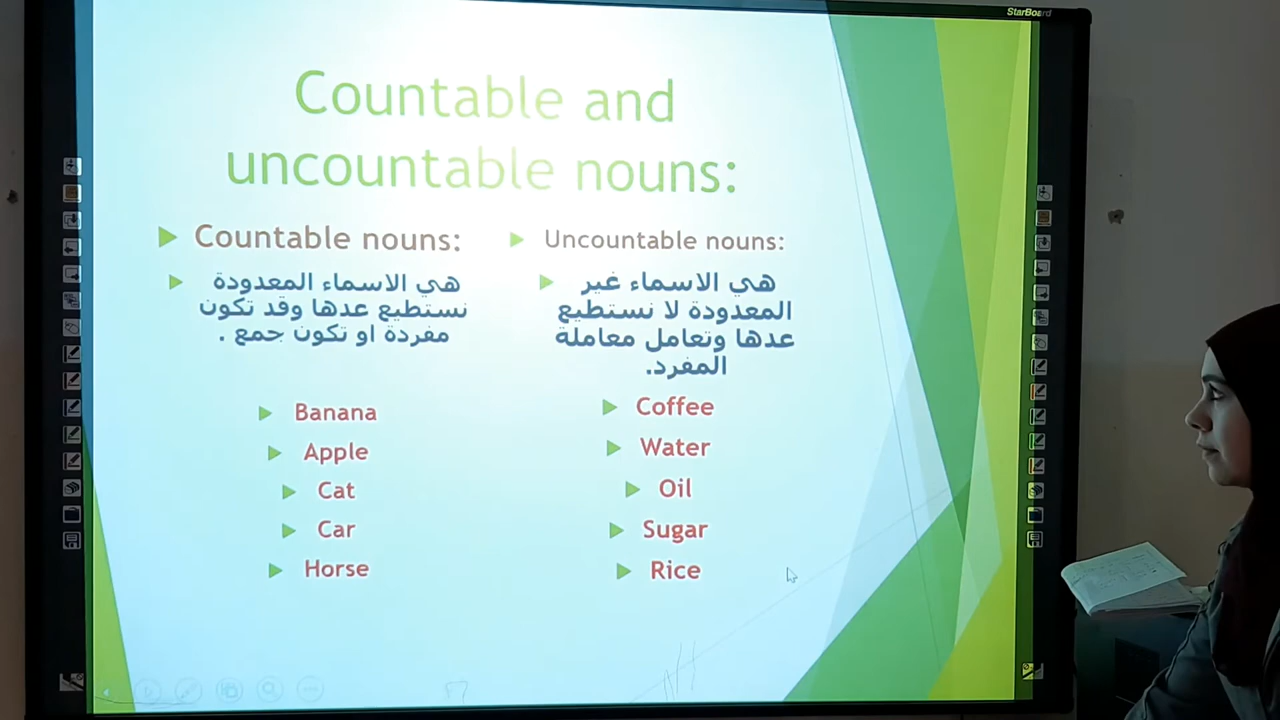 StarBoard
Countable and
uncountable nouns:
Countable nouns:
هي الاسماء المعدودة
نستطيع عدها وقد تكون
مفردة او تكون جمع .
Banana
Apple
Cat
Car
Horse
Uncountable nouns:
هي الاسماء غير
المعدودة لا نستطيع
عدها وتعامل معاملة
المفرد.
Coffee
Water
Oil
Sugar
Rice